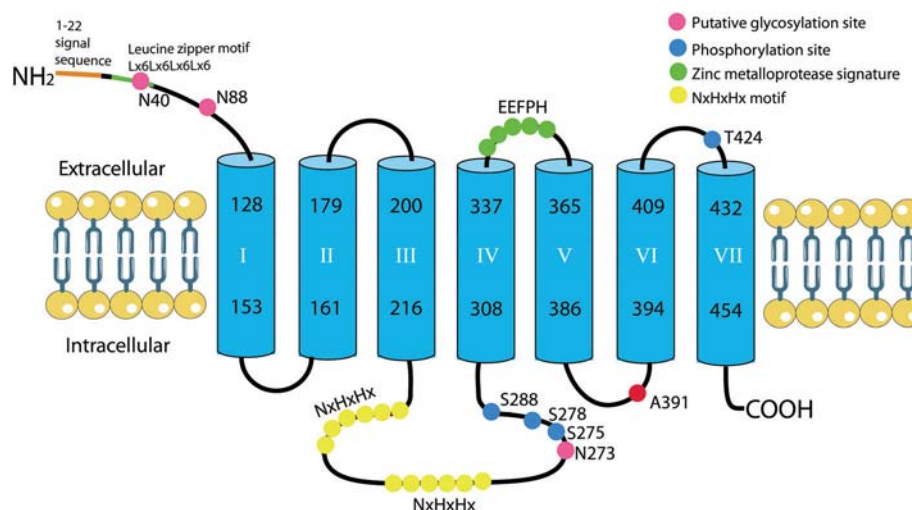 1-22
signal
sequence
Leucine zipper motif
Lx6Lx6Lx6Lx6
NH2
N40
N88
Putative glycosylation site
Phosphorylation site
Zinc metalloprotease signature
NxHxHx motif
EEFPH
T424
Extracellular
128 179 200 337 365 409 432
I II III IV V VI VII
153 161 216 308 386 394 454
Intracellular
NxHxHx
S288
S278
S275
N273
A391
COOH
NxHxHx